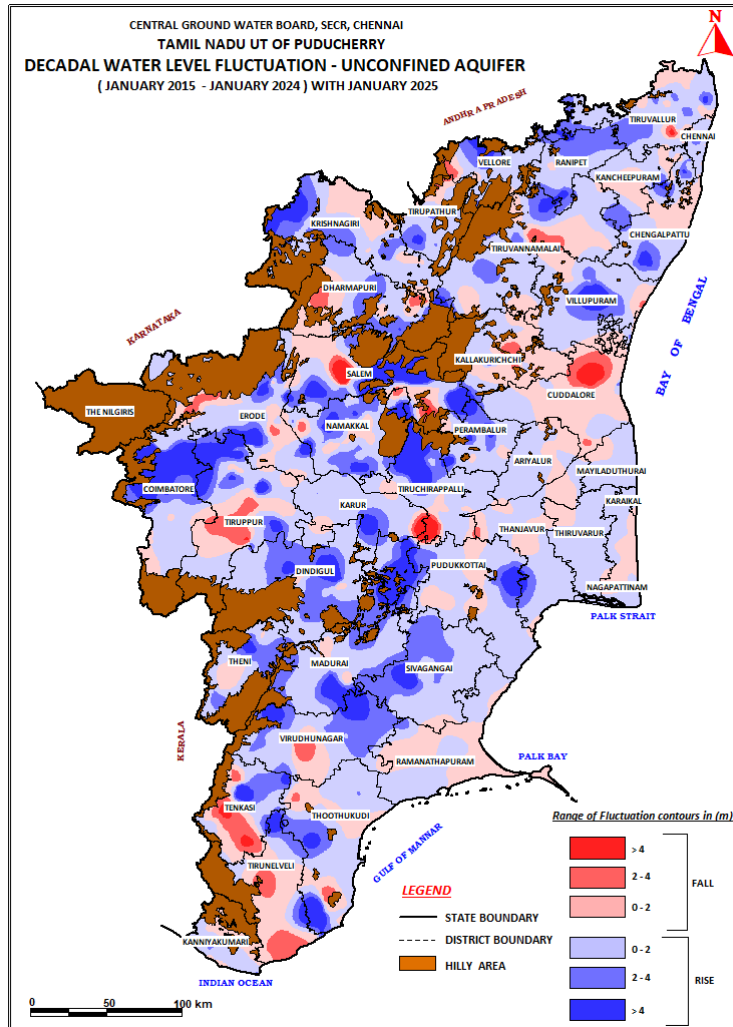 CENTRAL GROUND WATER BOARD, SECR, CHENNAI
TAMIL NADU UT OF PUDUCHERRY
DECADAL WATER LEVEL FLUCTUATION - UNCONFINED AQUIFER
( JANUARY 2015 - JANUARY 2024 ) WITH JANUARY 2025
N
ANDHRA PRADESH
TIRUVALLUR
CHENNAI
VELLORE
RANIPET
KANCHEEPURAM
TIRUPATHUR
KRISHNAGIRI
CHENGALPATTU
TIRUVANNAMALAI
DHARMAPURI
VILLUPURAM
KARNATAKA
BAY OF BENGAL
KALLAKURICHCHI
SALEM
CUDDALORE
THE NILGIRIS
ERODE
NAMAKKAL
PERAMBALUR
ARIYALUR
MAYILADUTHURAI
COIMBATORE
TIRUCHIRAPPALLI
KARAIKAL
KARUR
TIRUPPUR
THANJAVUR
THIRUVARUR
DINDIGUL
PUDUKKOTTAI
NAGAPATTINAM
PALK STRAIT
THENI
MADURAI
SIVAGANGAI
KERALA
VIRUDHUNAGAR
RAMANATHAPURAM
PALK BAY
TENKASI
THOOTHUKUDI
GULF OF MANNAR
TIRUNELVELI
KANNIYAKUMARI
INDIAN OCEAN
0 50 100 km
LEGEND
STATE BOUNDARY
DISTRICT BOUNDARY
HILLY AREA
Range of Fluctuation contours in (m)
> 4
2 - 4
0 - 2
FALL
0 - 2
2 - 4
> 4
RISE